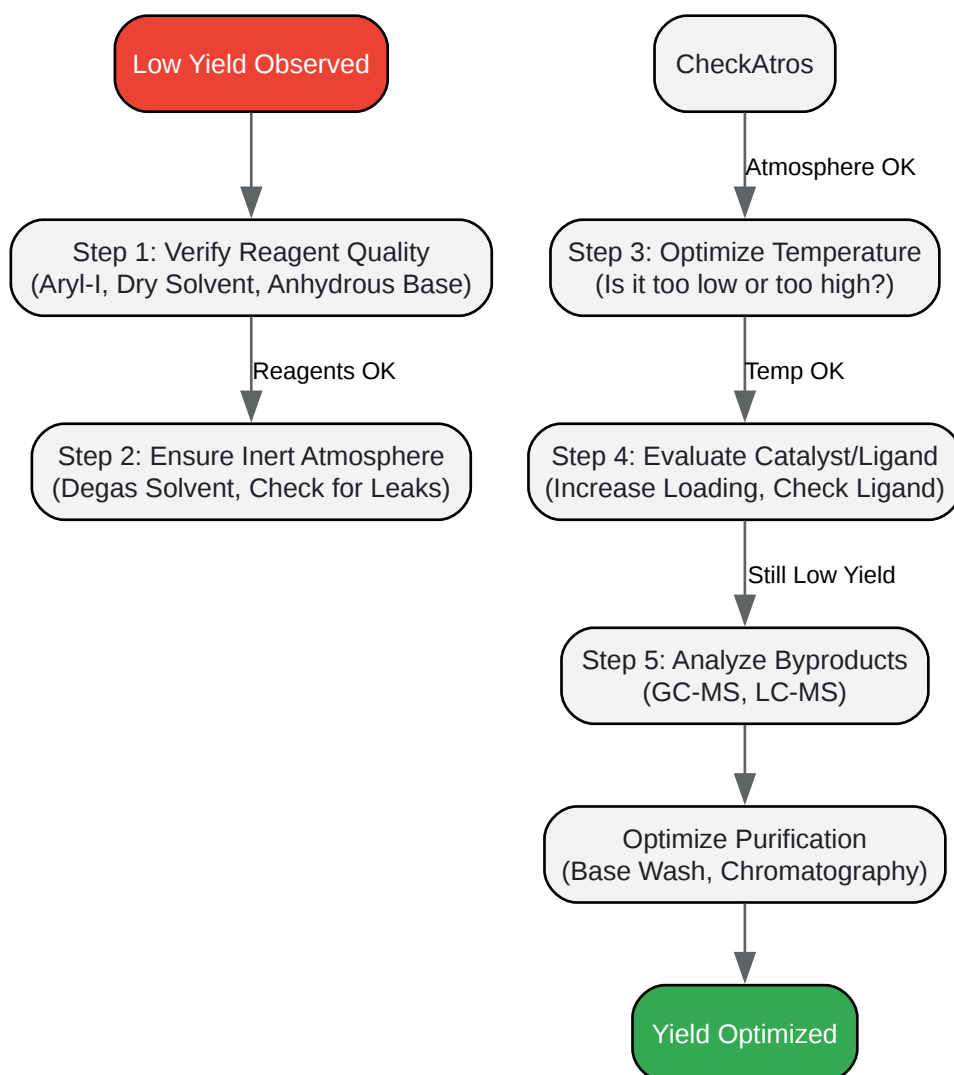 Low Yield Observed
Step 1: Verify Reagent Quality
(Aryl-I, Dry Solvent, Anhydrous Base)
Reagents OK
Step 2: Ensure Inert Atmosphere
(Degas Solvent, Check for Leaks)
CheckAtros
Atmosphere OK
Step 3: Optimize Temperature
(Is it too low or too high?)
Temp OK
Step 4: Evaluate Catalyst/Ligand
(Increase Loading, Check Ligand)
Still Low Yield
Step 5: Analyze Byproducts
(GC-MS, LC-MS)
Optimize Purification
(Base Wash, Chromatography)
Yield Optimized